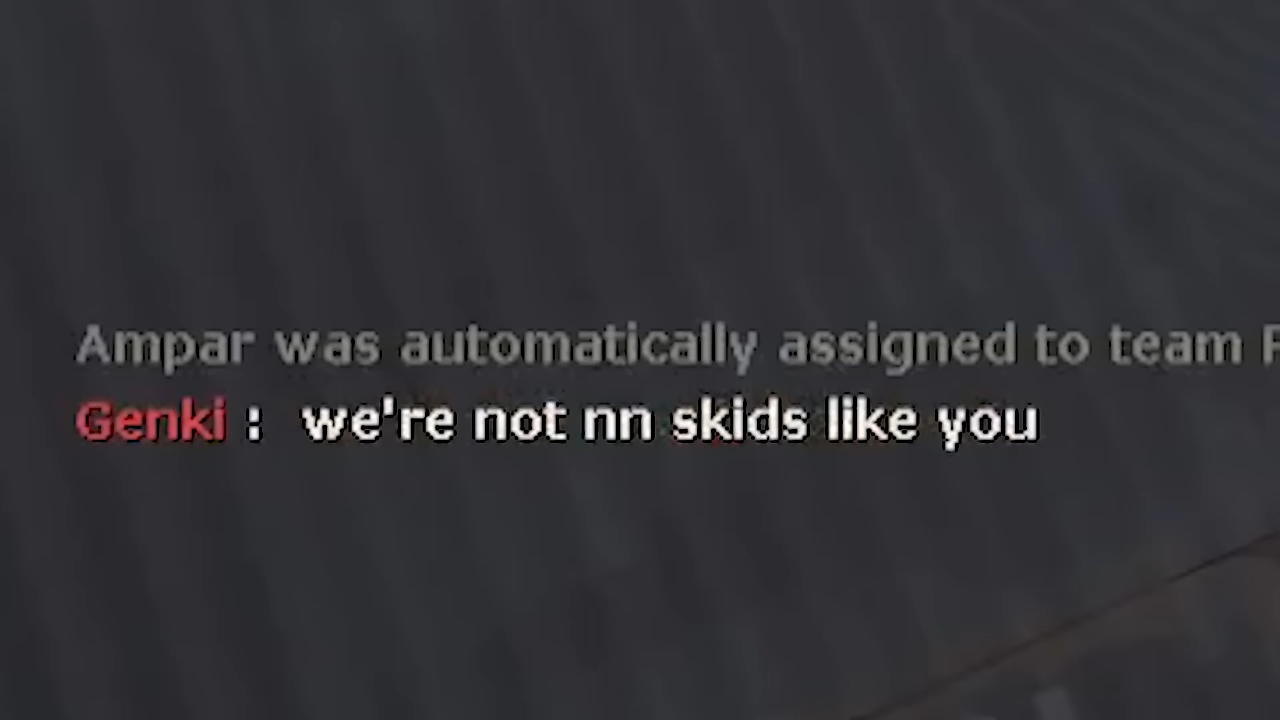 Ampar was automatically assigned to team
Genki : we're not nn skids like you